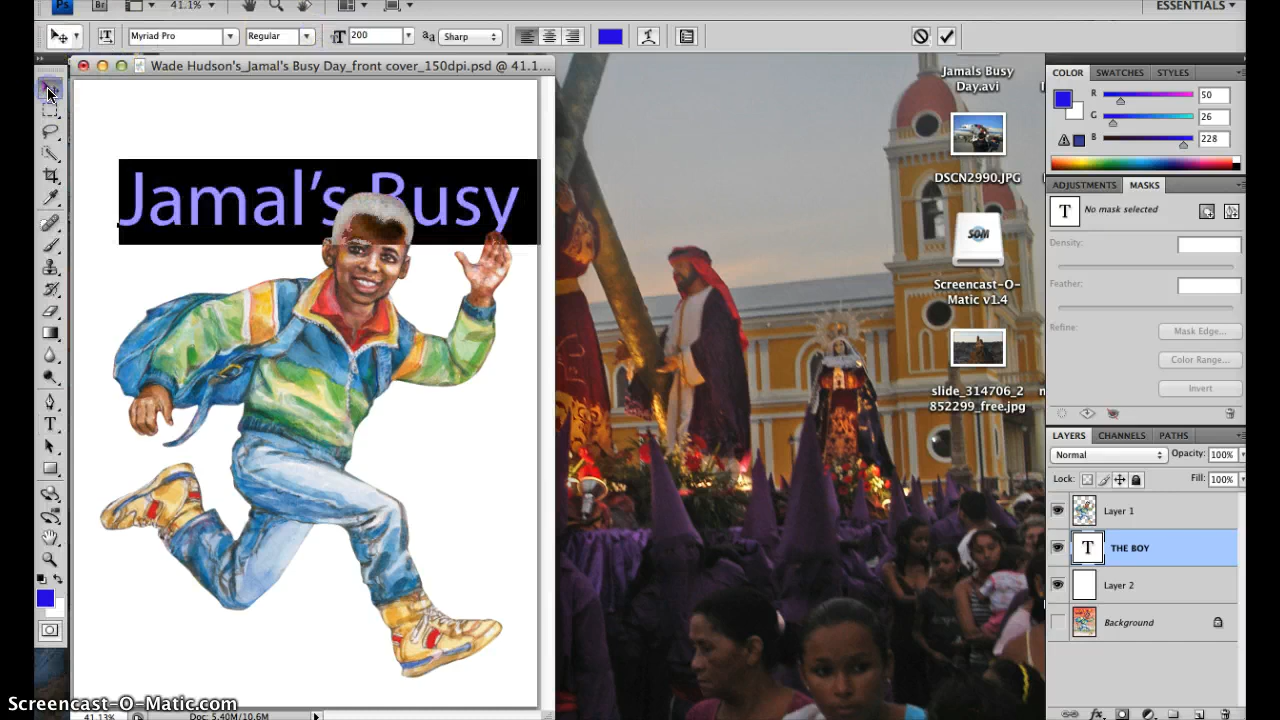 Ps
Br
41.1%
ESSENTIALS
T
Myriad Pro
Regular
T
200
aa
Sharp
Wade Hudson's_Jamal's Busy Day_front cover_150dpi.psd @ 41.1...
Jamal's Busy
Jamals Busy
Day.avi
DSCN2990.JPG
SOM
Screencast-O-
Matic v1.4
slide_314706_2
852299_free.jpg
COLOR
SWATCHES
STYLES
R
50
G
26
B
228
ADJUSTMENTS
MASKS
T
No mask selected
Density:
Feather:
Refine:
Mask Edge...
Color Range...
Invert
LAYERS
CHANNELS
PATHS
Normal
Opacity:
100%
Lock:
Fill:
100%
Layer 1
T
THE BOY
Layer 2
Background
T
41.13%
Doc: 5.40M/10.6M
Screencast-O-Matic.com